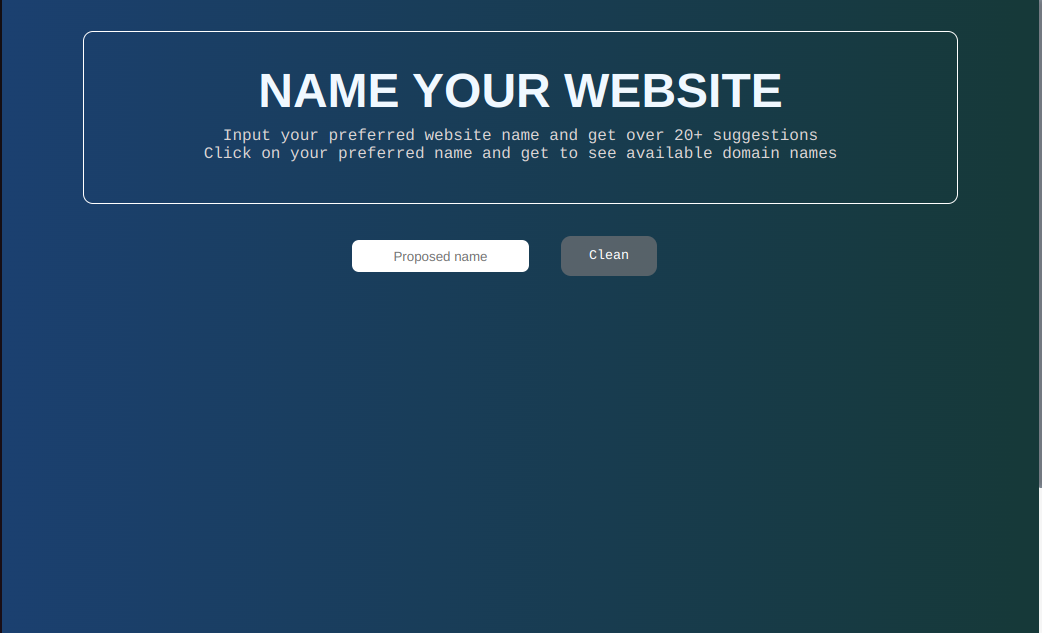 NAME YOUR WEBSITE
Input your preferred website name and get over 20+ suggestions
Click on your preferred name and get to see available domain names
Proposed name
Clean